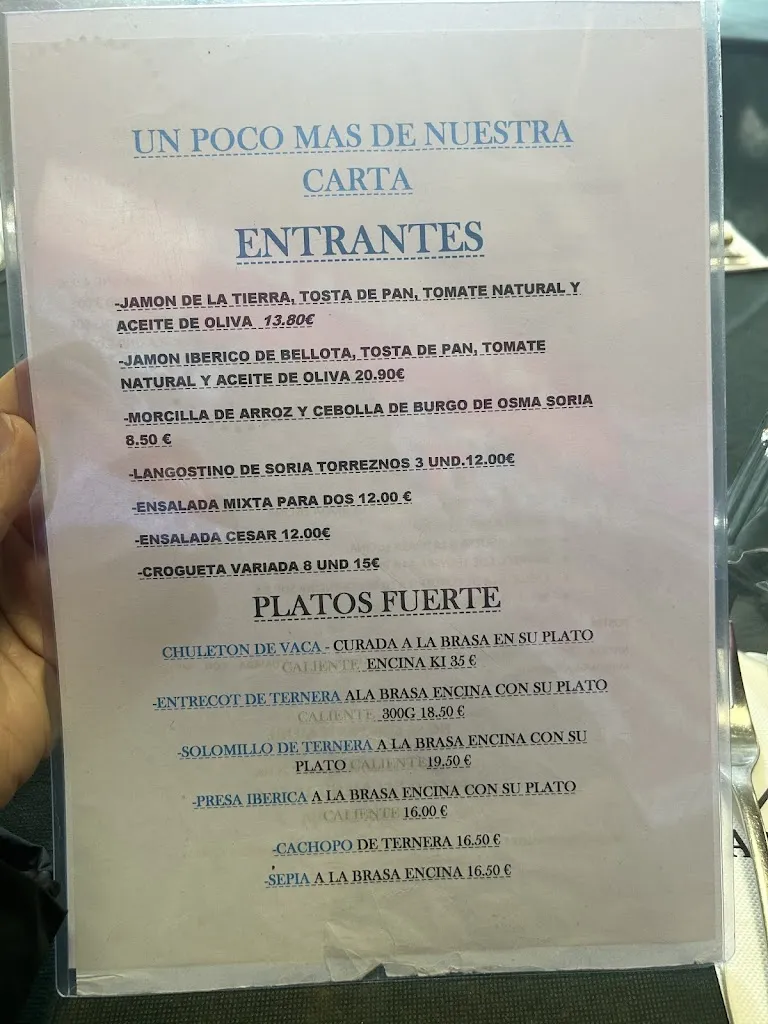 UN POCO MAS DE NUESTRA
CARTA
ENTRANTES
-JAMON DE LA TIERRA, TOSTA DE PAN, TOMATE NATURAL Y
ACEITE DE OLIVA 13.80€
-JAMON IBERICO DE BELLOTA, TOSTA DE PAN, TOMATE
NATURAL Y ACEITE DE OLIVA 20.90€
-MORCILLA DE ARROZ Y CEBOLLA DE BURGO DE OSMA SORIA
8.50 €
-LANGOSTINO DE SORIA TORREZNOS 3 UND.12.00€
-ENSALADA MIXTA PARA DOS 12.00 €
-ENSALADA CESAR 12.00€
-CROGUETA VARIADA 8 UND 15€
PLATOS FUERTE
CHULETON DE VACA - CURADA A LA BRASA EN SU PLATO
CALIENTE ENCINA KI 35 €
-ENTRECOT DE TERNERA ALA BRASA ENCINA CON SU PLATO
CALIENTE 300G 18.50 €
-SOLOMILLO DE TERNERA A LA BRASA ENCINA CON SU
PLATO CALIENTE 19.50 €
-PRESA IBERICA A LA BRASA ENCINA CON SU PLATO
CALIENTE 16.00 €
-CACHOPO DE TERNERA 16.50 €
-SEPIA A LA BRASA ENCINA 16.50 €